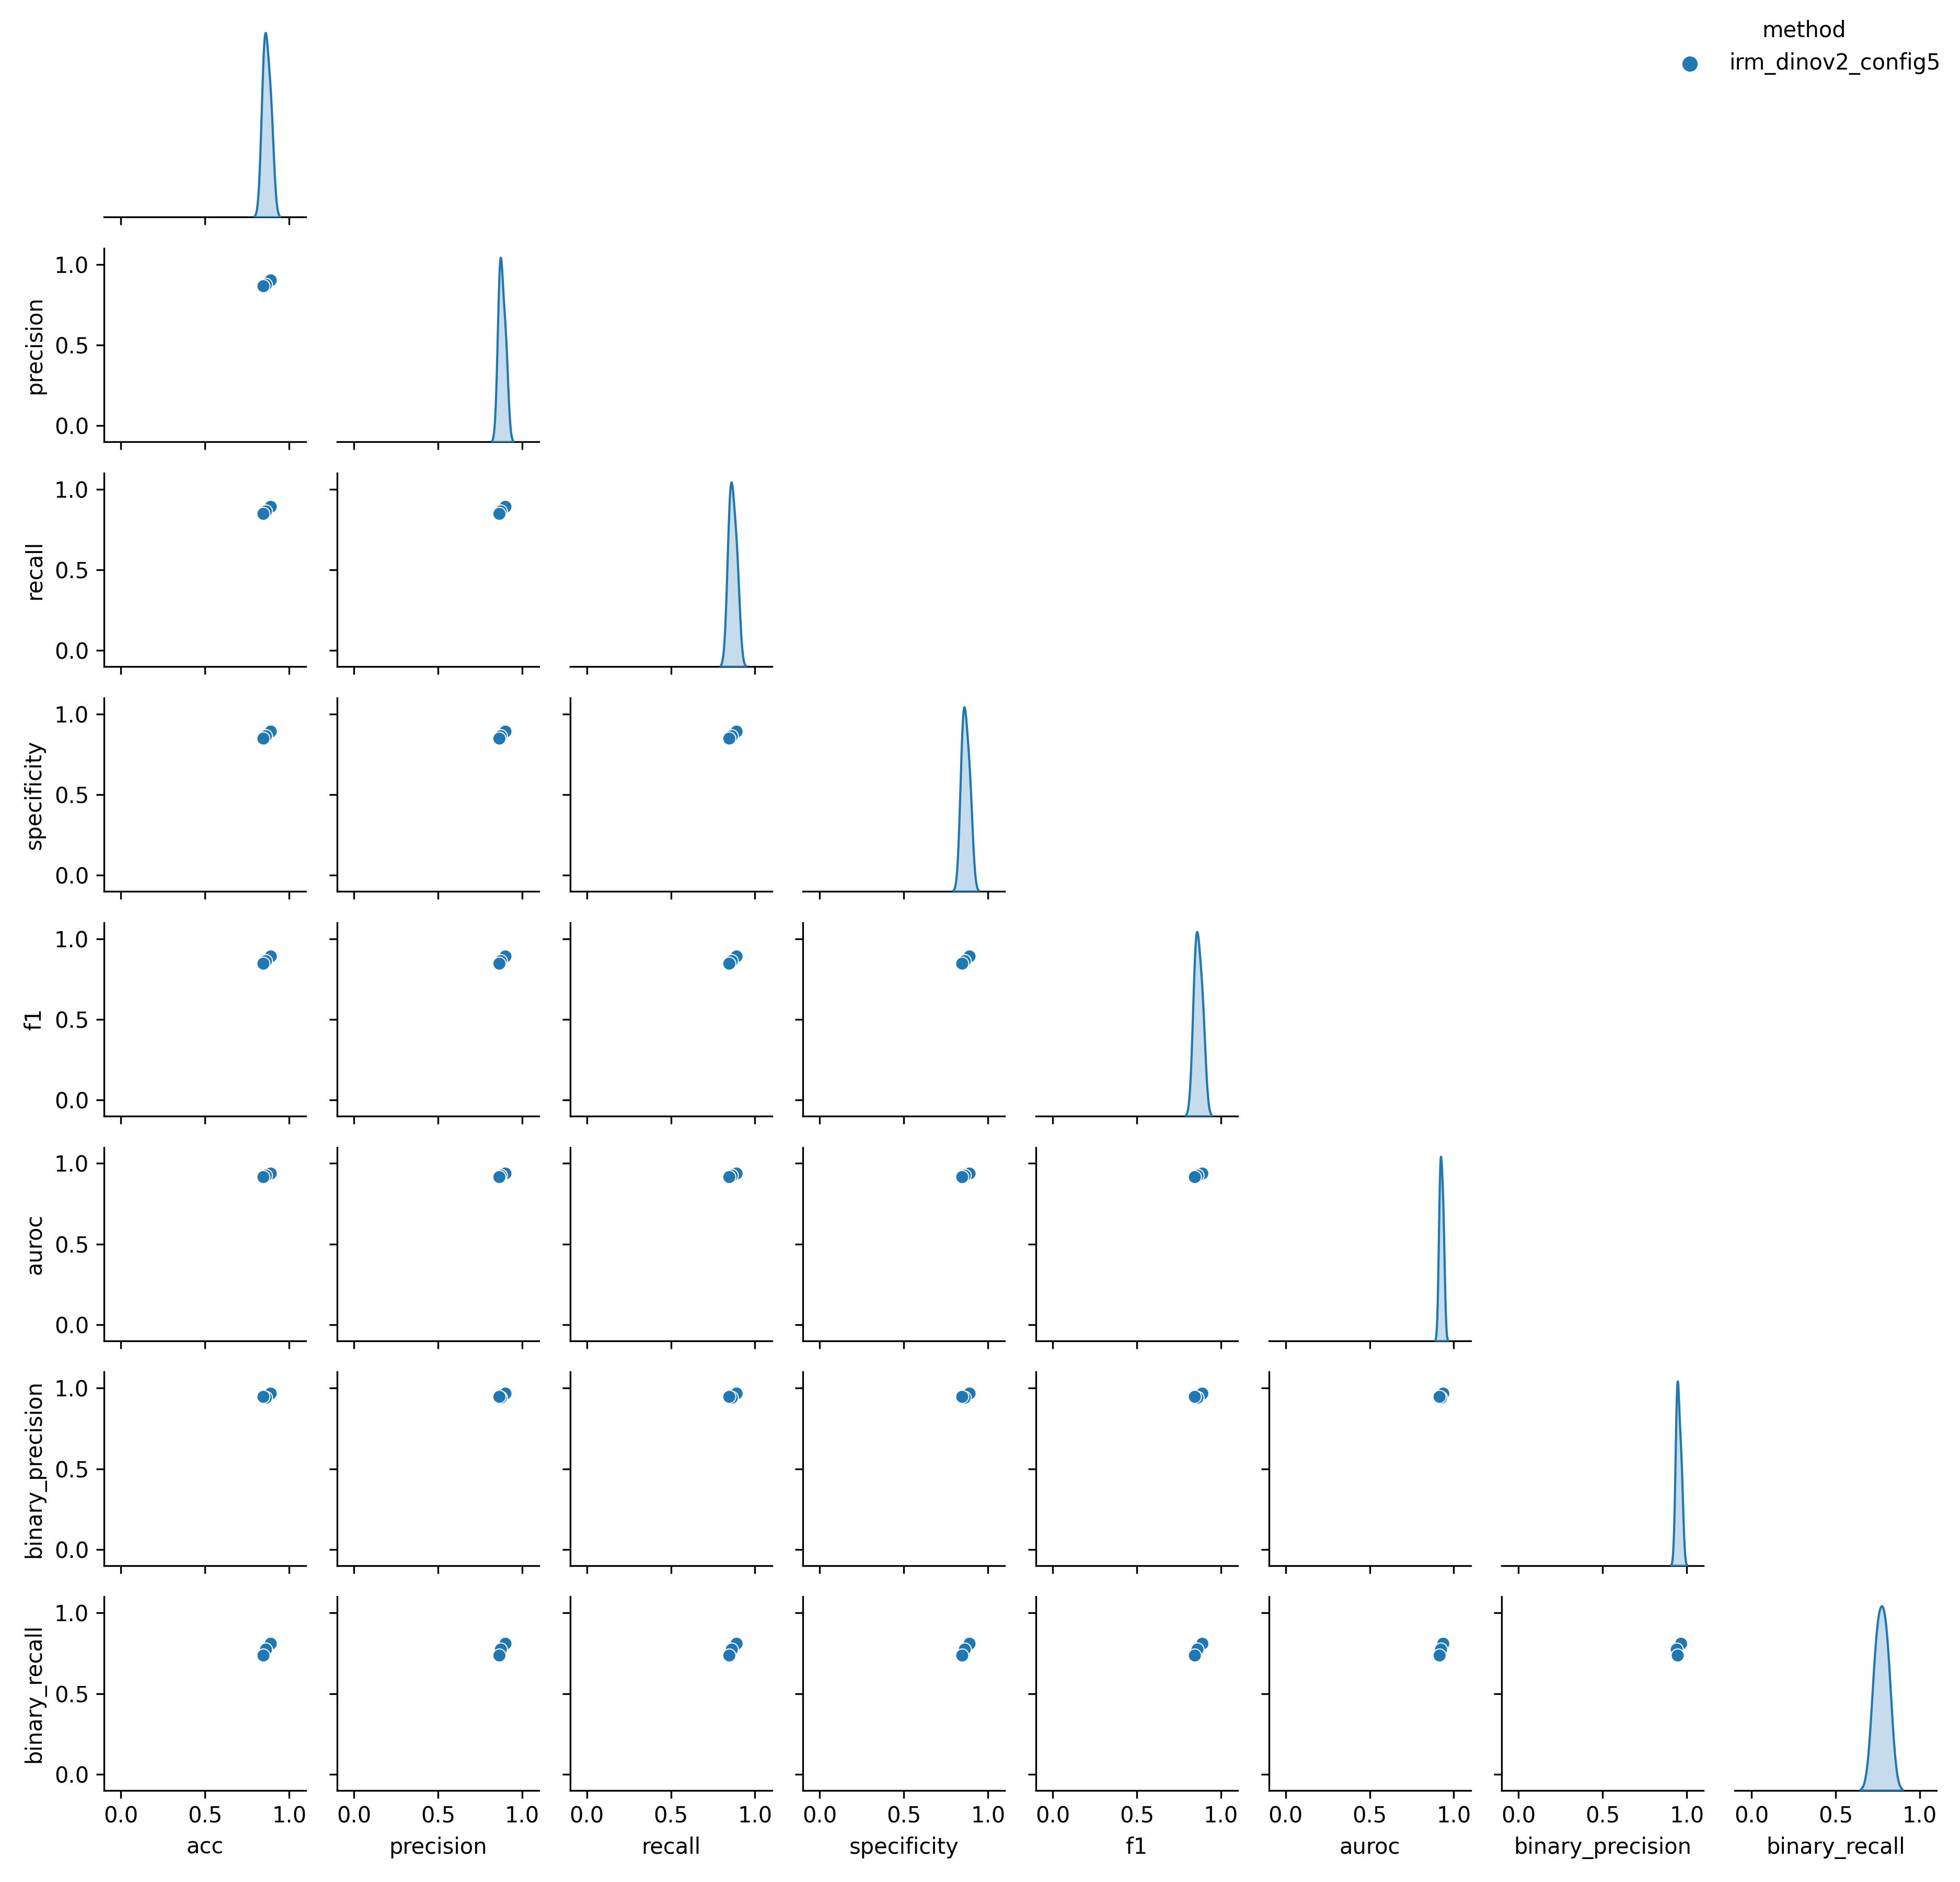 method
irm_dinov2_config5
1.0
precision
0.5
0.0
1.0
recall
0.5
0.0
1.0
specificity
0.5
0.0
1.0
f1
0.5
0.0
1.0
auroc
0.5
0.0
1.0
binary_precision
0.5
0.0
1.0
binary_recall
0.5
0.0
0.0 0.5 1.0 0.0 0.5 1.0 0.0 0.5 1.0 0.0 0.5 1.0 0.0 0.5 1.0 0.0 0.5 1.0 0.0 0.5 1.0 0.0 0.5 1.0
acc precision recall specificity f1 auroc binary_precision binary_recall